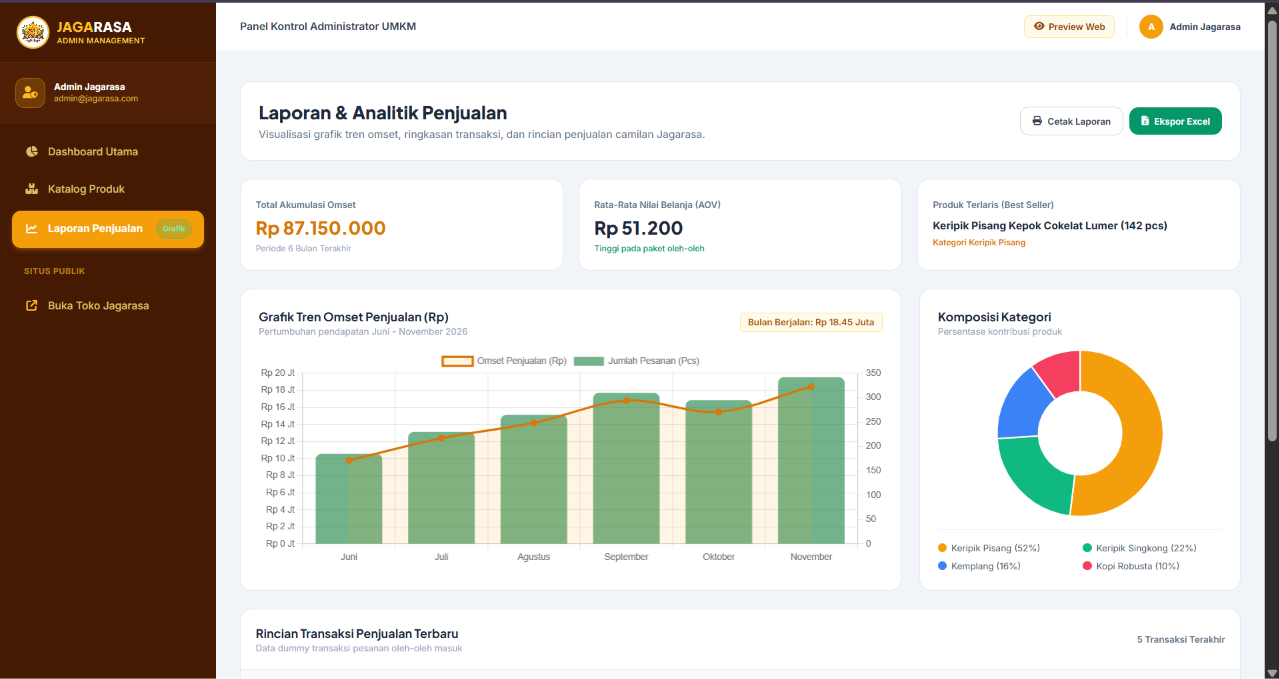 JAGARASA
ADMIN MANAGEMENT
Admin Jagarasa
admin@jagarasa.com
Dashboard Utama
Katalog Produk
Laporan Penjualan
Grafik
SITUS PUBLIK
Buka Toko Jagarasa
Panel Kontrol Administrator UMKM
Preview Web
A
Admin Jagarasa
Laporan & Analitik Penjualan
Visualisasi grafik tren omset, ringkasan transaksi, dan rincian penjualan camilan Jagarasa.
Cetak Laporan
Ekspor Excel
Total Akumulasi Omset
Rp 87.150.000
Periode 6 Bulan Terakhir
Rata-Rata Nilai Belanja (AOV)
Rp 51.200
Tinggi pada paket oleh-oleh
Produk Terlaris (Best Seller)
Keripik Pisang Kepok Cokelat Lumer (142 pcs)
Kategori Keripik Pisang
Grafik Tren Omset Penjualan (Rp)
Pertumbuhan pendapatan Juni - November 2026
Bulan Berjalan: Rp 18.45 Juta
Omset Penjualan (Rp)
Jumlah Pesanan (Pcs)
Rp 20 Jt
Rp 18 Jt
Rp 16 Jt
Rp 14 Jt
Rp 12 Jt
Rp 10 Jt
Rp 8 Jt
Rp 6 Jt
Rp 4 Jt
Rp 2 Jt
Rp 0 Jt
350
300
250
200
150
100
50
0
Juni
Juli
Agustus
September
Oktober
November
Komposisi Kategori
Persentase kontribusi produk
Keripik Pisang (52%)
Keripik Singkong (22%)
Kemplang (16%)
Kopi Robusta (10%)
Rincian Transaksi Penjualan Terbaru
Data dummy transaksi pesanan oleh-oleh masuk
5 Transaksi Terakhir